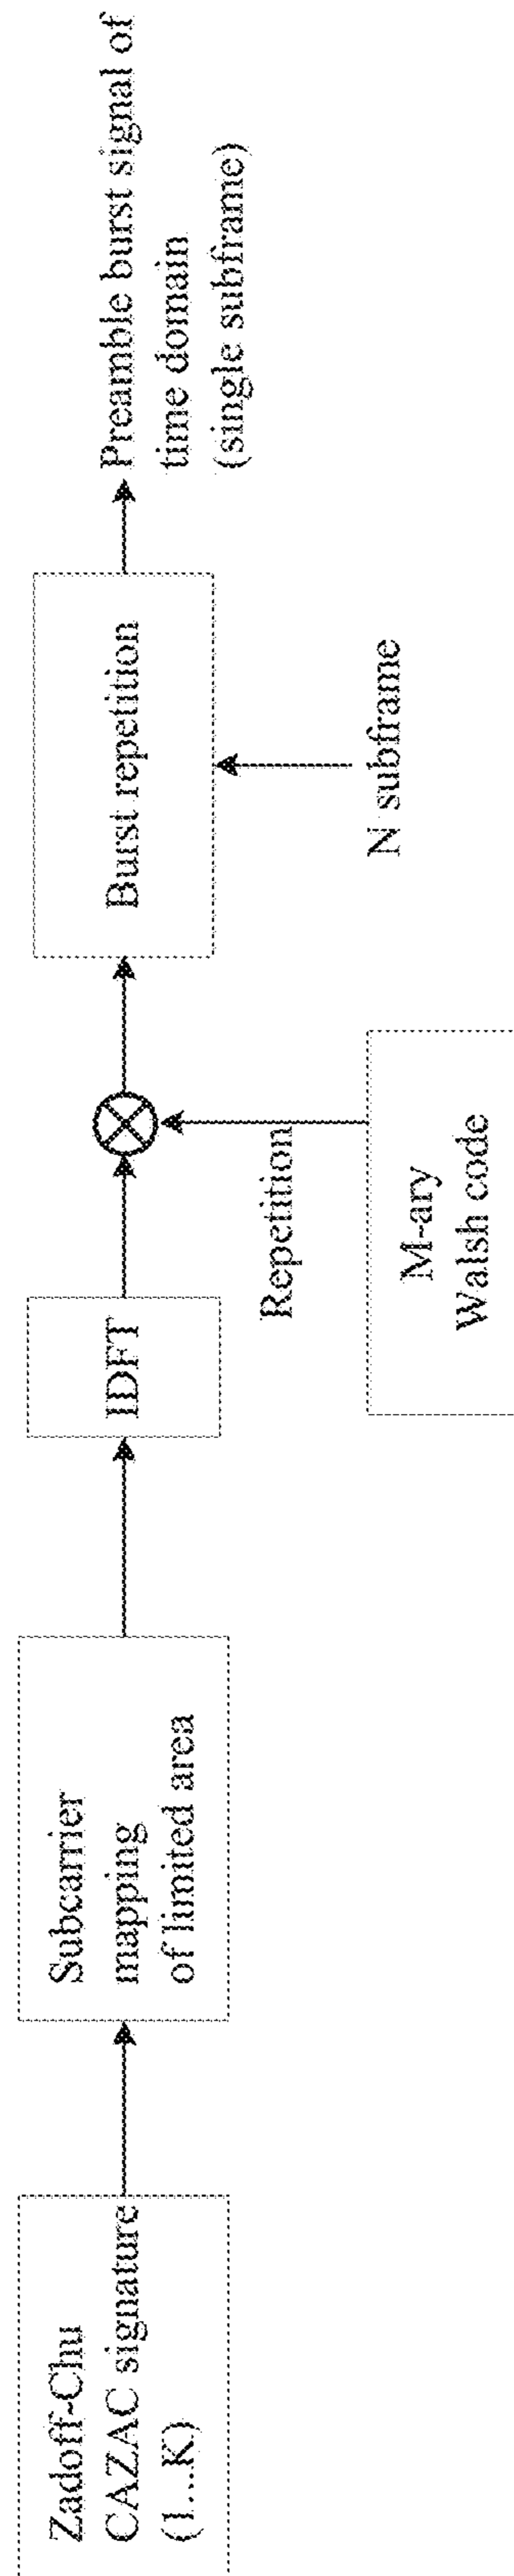 Zadoff-Chu
CAZAC signature
(1...K)
Subcarrier
mapping
of limited area
IDFT
Repetition
M-ary
Walsh code
Burst repetition
N subframe
Preamble burst signal of
time domain
(single subframe)